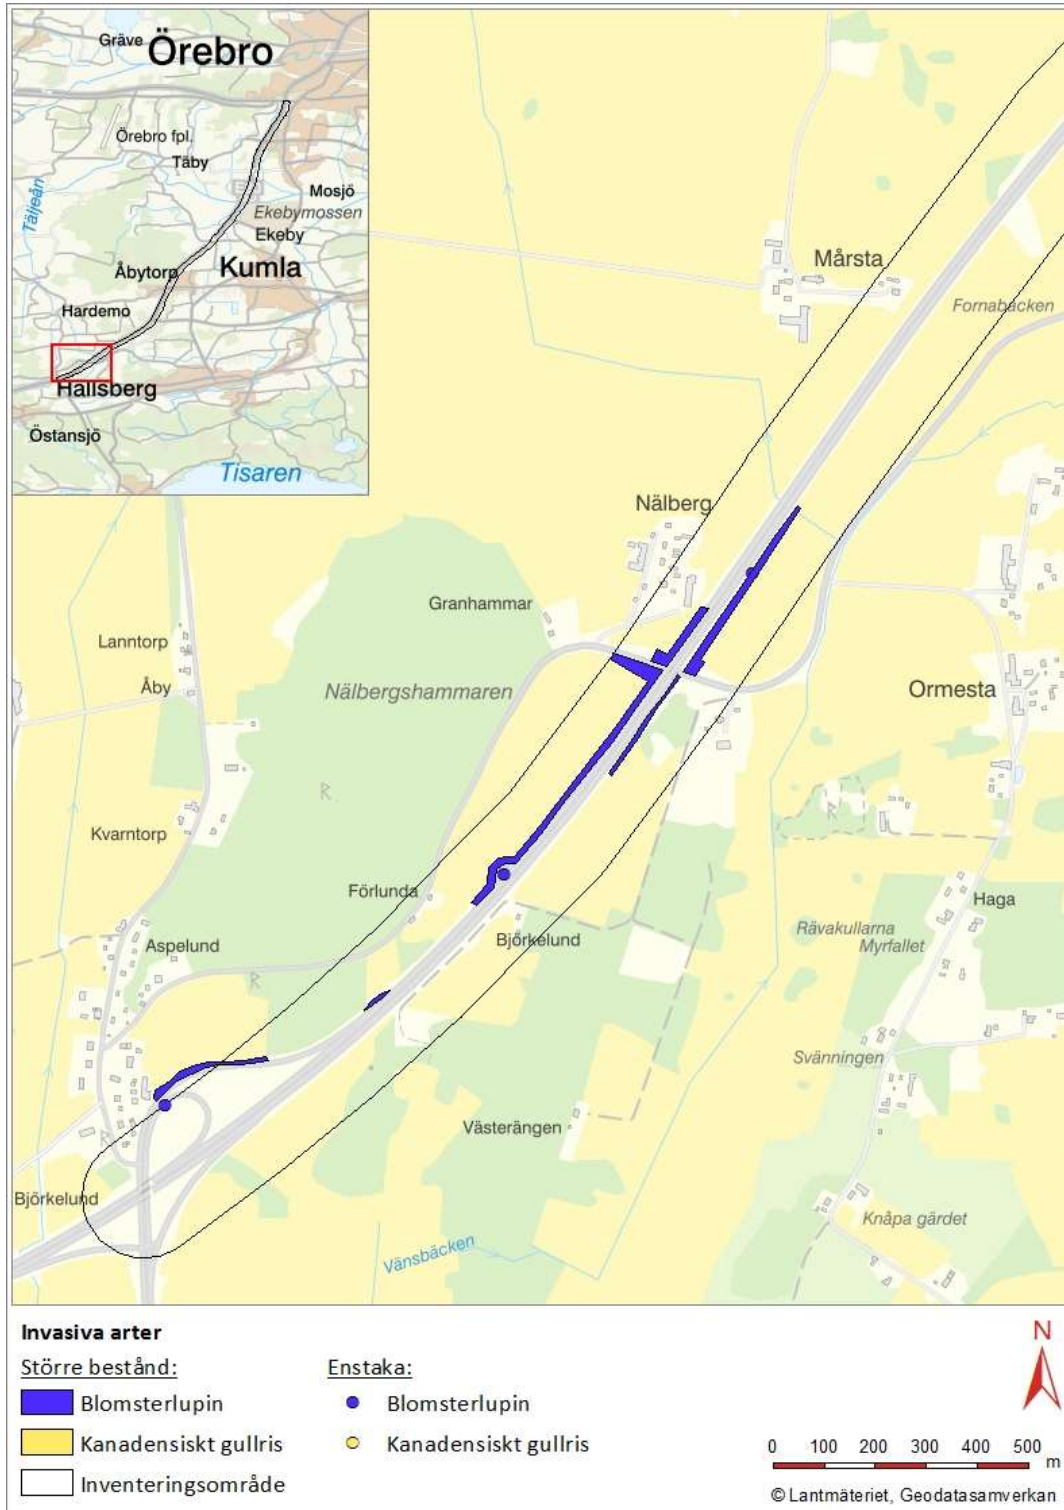 Gräve
Örebro
Örebro fpl.
Täby
Täljeån
Mosjö
Ekebymossen
Ekeby
Åbytorp
Kumla
Hardemo
Hallsberg
Östansjö
Tisaren
Mårsta
Fornabäcken
Nälberg
Granhammar
Lanntorp
Åby
Nälbergshammaren
Ormesta
R
Kvarntorp
R
Förlunda
Haga
Björkelund
Rävakullarna
Myrfallet
Aspelund
R
Svänningen
Västerängen
R
Björkelund
Knåpa gärdet
Vänsbäcken
Invasiva arter
Större bestånd:
Enstaka:
Blomsterlupin
Blomsterlupin
Kanadensiskt gullris
Kanadensiskt gullris
Inventeringsområde
N
0 100 200 300 400 500
m
© Lantmäteriet, Geodatasamverkan